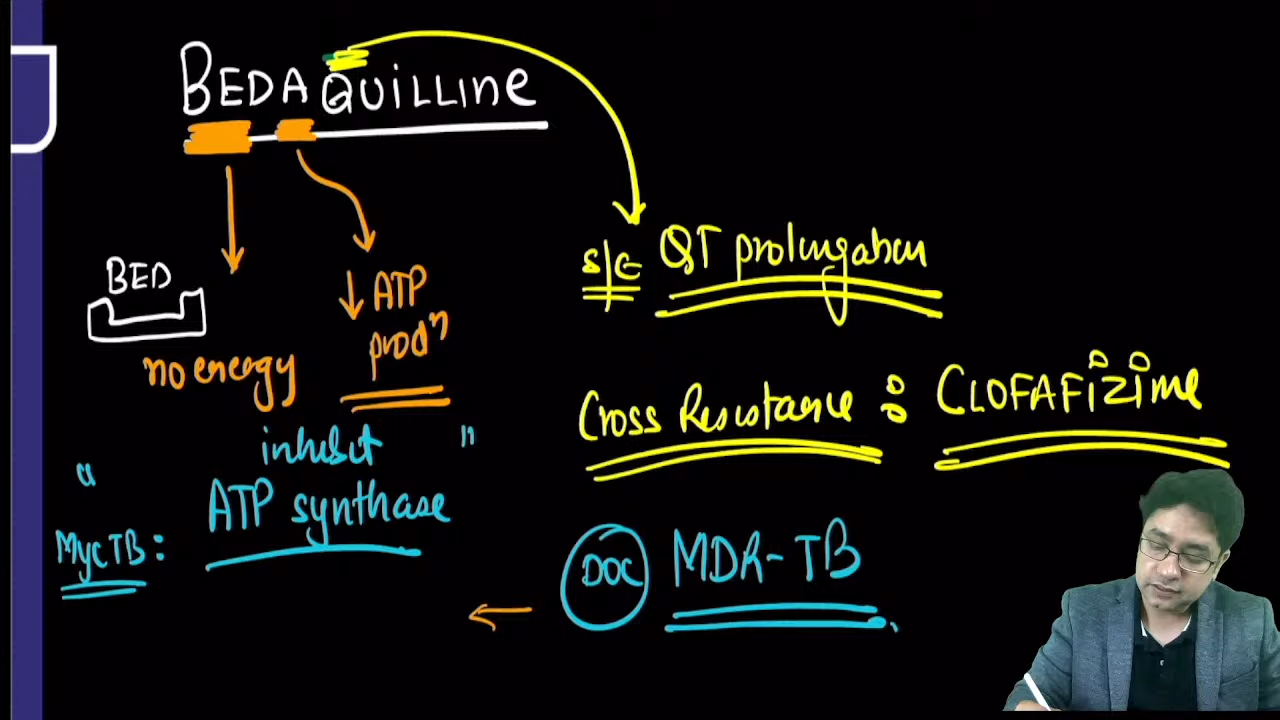 BEDAQUILLINE
BED
no energy
↓ ATP
prodⁿ
S/E QT prolongation
Cross Resistance : CLOFAFIZIME
" inhibit "
MycTB: ATP synthase
DOC MDR-TB